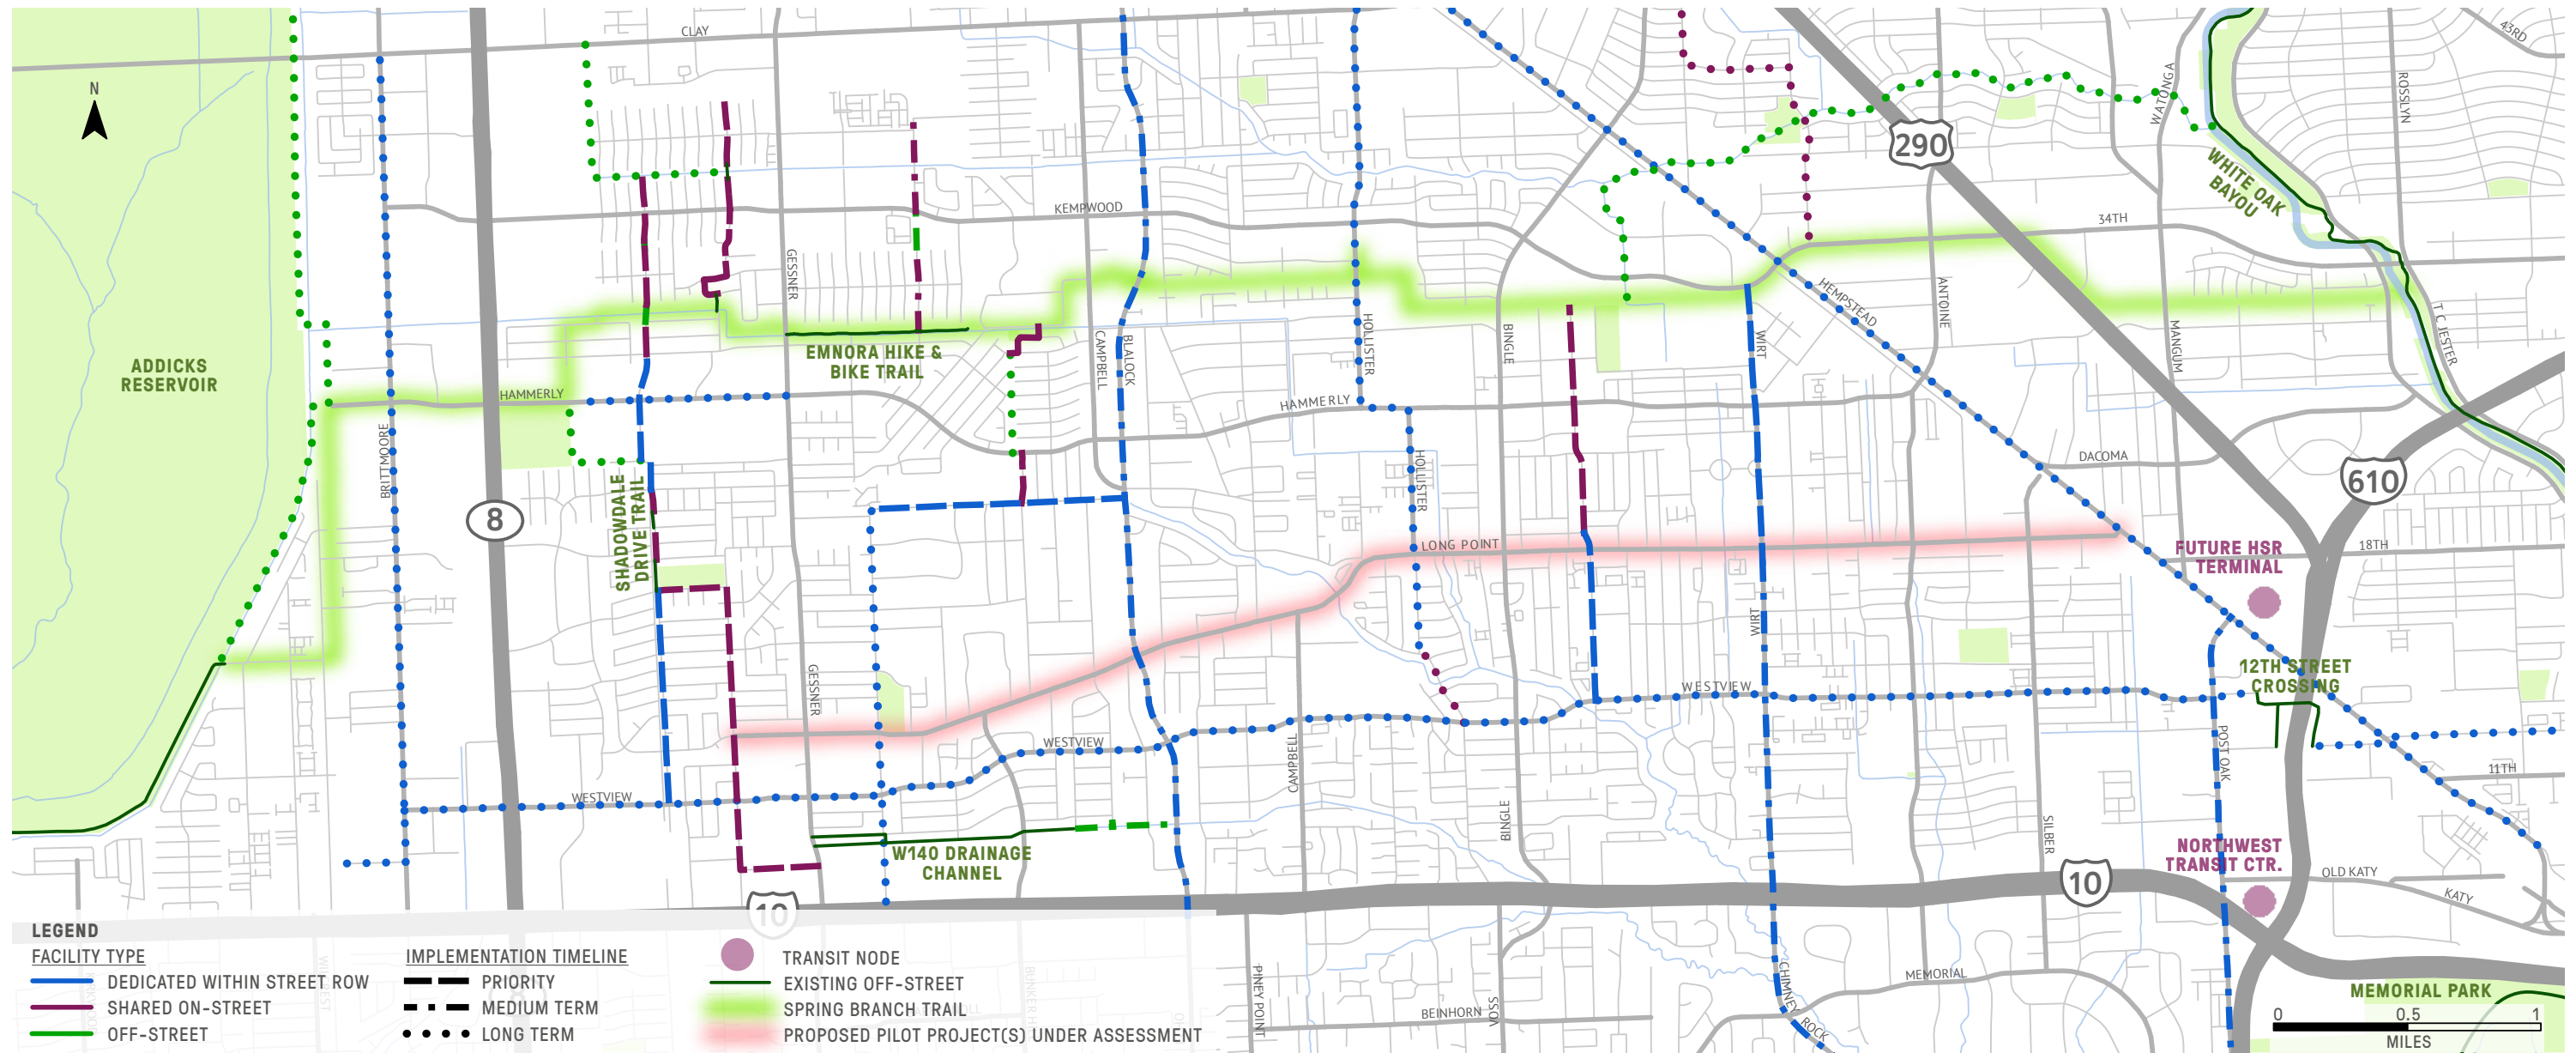 CLAY
43RD
N
WATONGA
ROSSLYN
290
WHITE OAK
BAYOU
KEMPWOOD
34TH
GESSNER
HEMPSTEAD
ANTOINE
T C JESTER
HOLLISTER
BINGLE
WIRT
MANGUM
CAMPBELL
BLALOCK
EMNORA HIKE &
BIKE TRAIL
ADDICKS
RESERVOIR
HAMMERLY
HAMMERLY
BRITTMOORE
DACOMA
HOLLISTER
610
8
SHADOWDALE
DRIVE TRAIL
LONG POINT
FUTURE HSR
TERMINAL
18TH
WIRT
GESSNER
12TH STREET
CROSSING
WESTVIEW
WESTVIEW
WESTVIEW
POST OAK
CAMPBELL
BINGLE
SILBER
11TH
W140 DRAINAGE
CHANNEL
NORTHWEST
TRANSIT CTR.
OLD KATY
KATY
10
10
PINEY POINT
VOSS
BEINHORN
CHIMNEY
ROCK
MEMORIAL
MEMORIAL PARK
LEGEND
FACILITY TYPE
DEDICATED WITHIN STREET ROW
SHARED ON-STREET
OFF-STREET
IMPLEMENTATION TIMELINE
PRIORITY
MEDIUM TERM
LONG TERM
TRANSIT NODE
EXISTING OFF-STREET
SPRING BRANCH TRAIL
PROPOSED PILOT PROJECT(S) UNDER ASSESSMENT
0 0.5 1
MILES